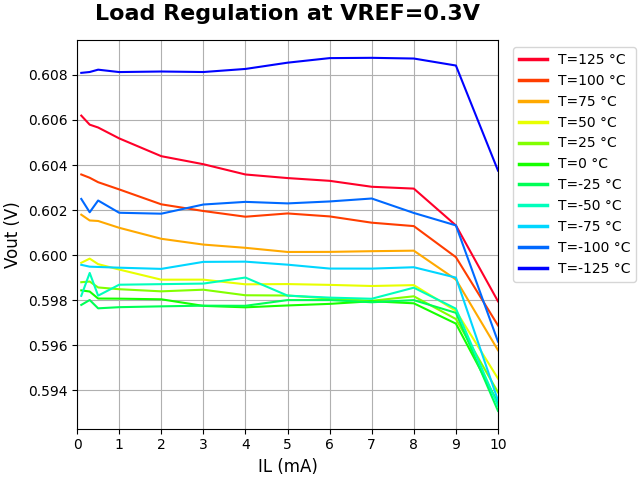 Load Regulation at VREF=0.3V
Vout (V)
0.608
0.606
0.604
0.602
0.600
0.598
0.596
0.594
0 1 2 3 4 5 6 7 8 9 10
IL (mA)
T=125 °C
T=100 °C
T=75 °C
T=50 °C
T=25 °C
T=0 °C
T=-25 °C
T=-50 °C
T=-75 °C
T=-100 °C
T=-125 °C